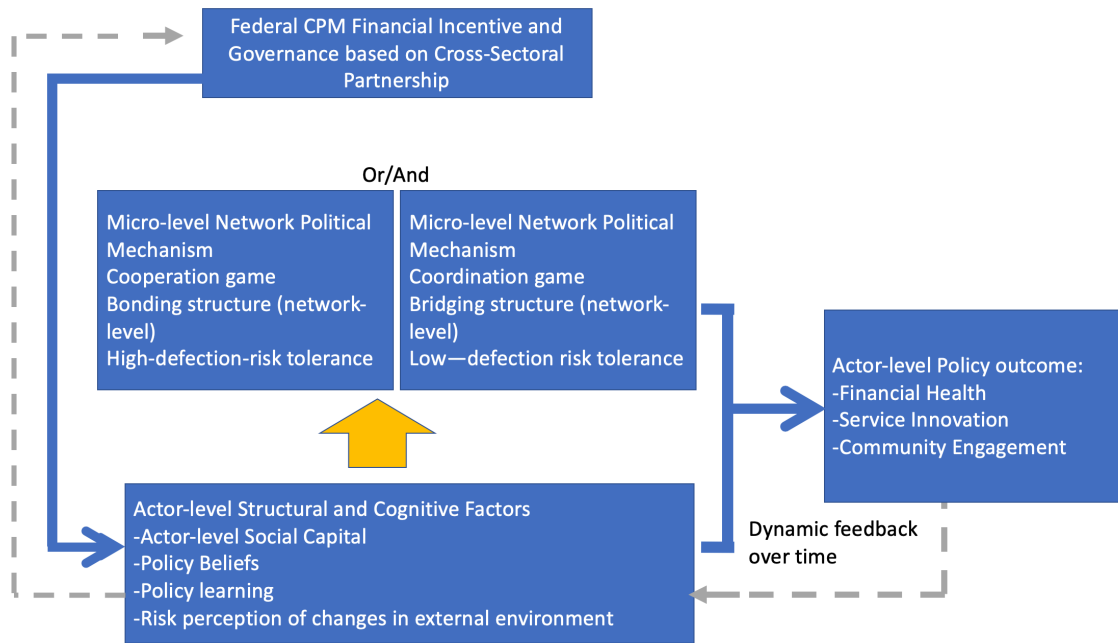 Federal CPM Financial Incentive and
Governance based on Cross-Sectoral
Partnership
Or/And
Micro-level Network Political
Mechanism
Cooperation game
Bonding structure (network-
level)
High-defection-risk tolerance
Micro-level Network Political
Mechanism
Coordination game
Bridging structure (network-
level)
Low—defection risk tolerance
Actor-level Policy outcome:
-Financial Health
-Service Innovation
-Community Engagement
Actor-level Structural and Cognitive Factors
-Actor-level Social Capital
-Policy Beliefs
-Policy learning
-Risk perception of changes in external environment
Dynamic feedback
over time